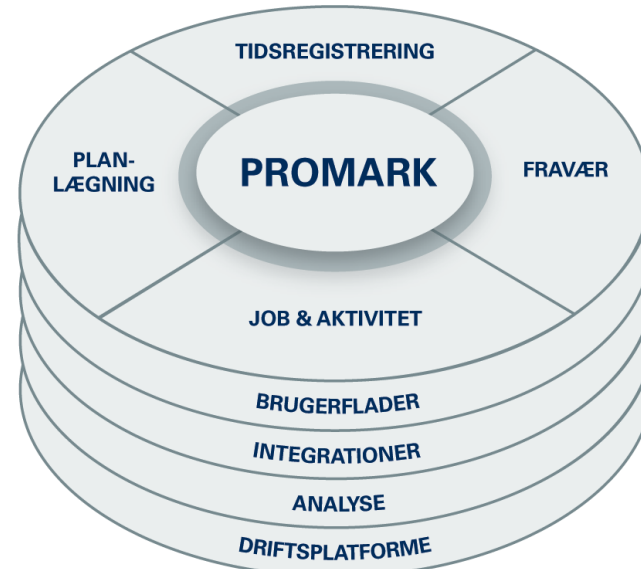 TIDSREGISTRERING
PLAN-
LÆGNING
PROMARK
FRAVÆR
JOB & AKTIVITET
BRUGERFLADER
INTEGRATIONER
ANALYSE
DRIFTSPLATFORME